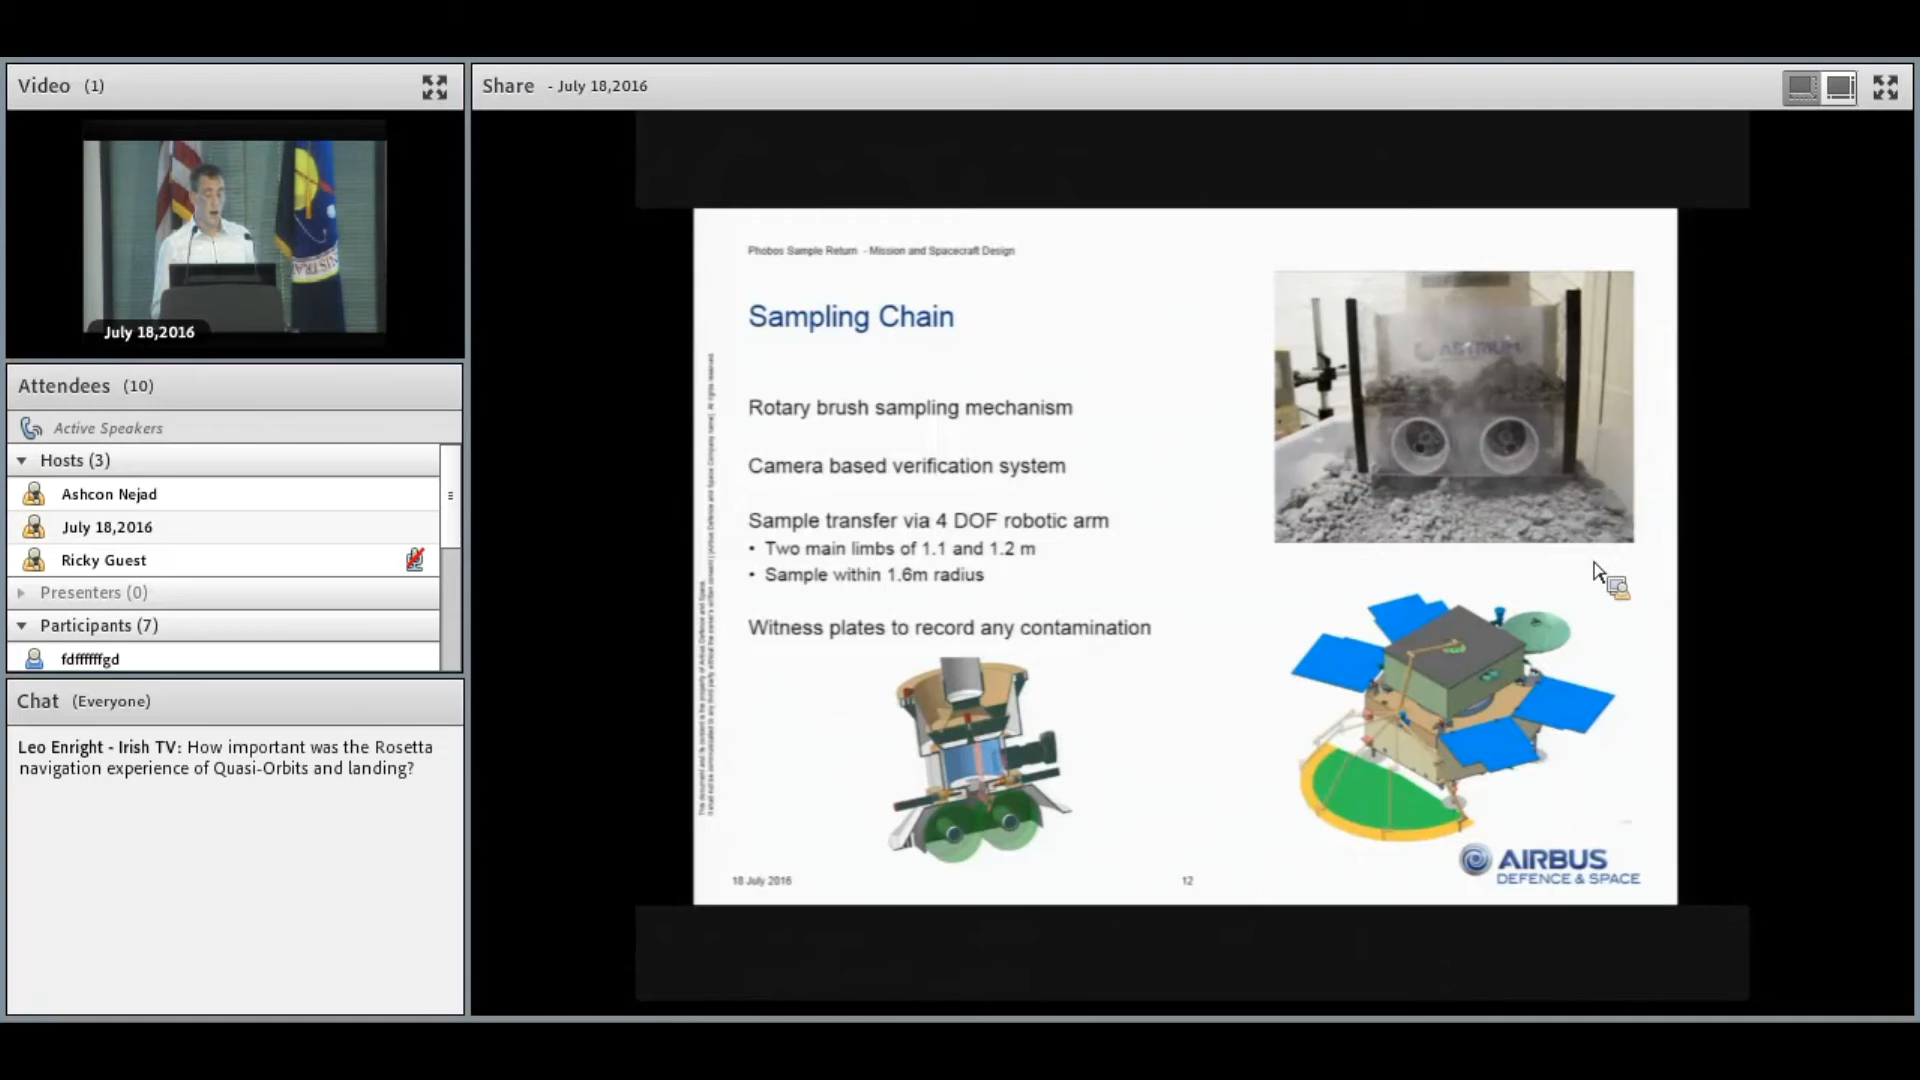 Video (1)
July 18,2016
Attendees (10)
Active Speakers
Hosts (3)
Ashcon Nejad
July 18,2016
Ricky Guest
Presenters (0)
Participants (7)
fdffffffgd
Chat (Everyone)
Leo Enright - Irish TV: How important was the Rosetta
navigation experience of Quasi-Orbits and landing?
Share - July 18,2016
Phobos Sample Return - Mission and Spacecraft Design
Sampling Chain
Rotary brush sampling mechanism
Camera based verification system
Sample transfer via 4 DOF robotic arm
• Two main limbs of 1.1 and 1.2 m
• Sample within 1.6m radius
Witness plates to record any contamination
ASTRIUM
18 July 2016
12
AIRBUS
DEFENCE & SPACE